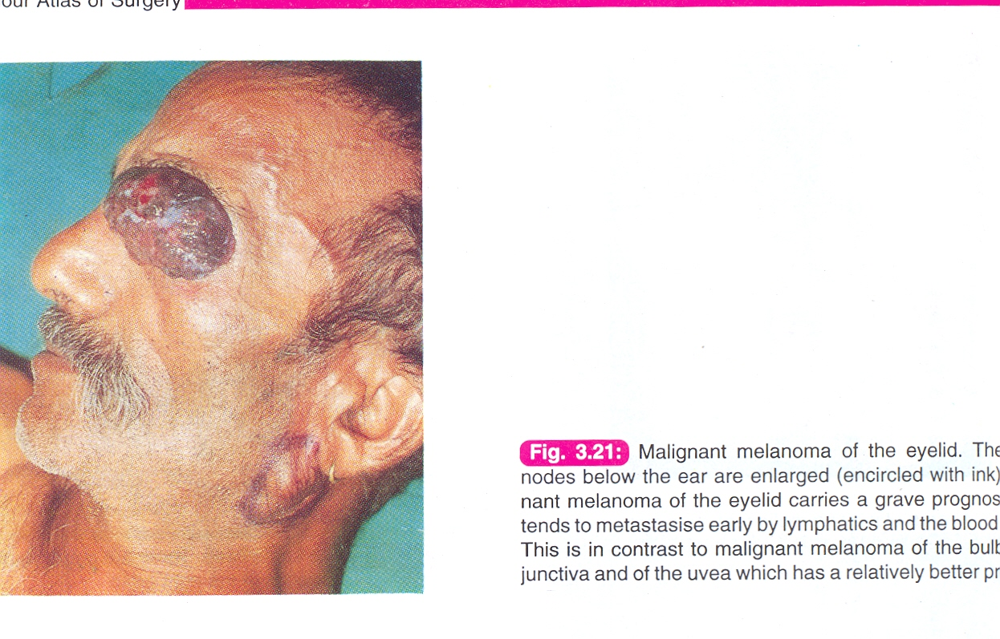 our Atlas of Surgery
Fig. 3.21: Malignant melanoma of the eyelid. The
nodes below the ear are enlarged (encircled with ink)
nant melanoma of the eyelid carries a grave prognos
tends to metastasise early by lymphatics and the blood
This is in contrast to malignant melanoma of the bulb
junctiva and of the uvea which has a relatively better pr